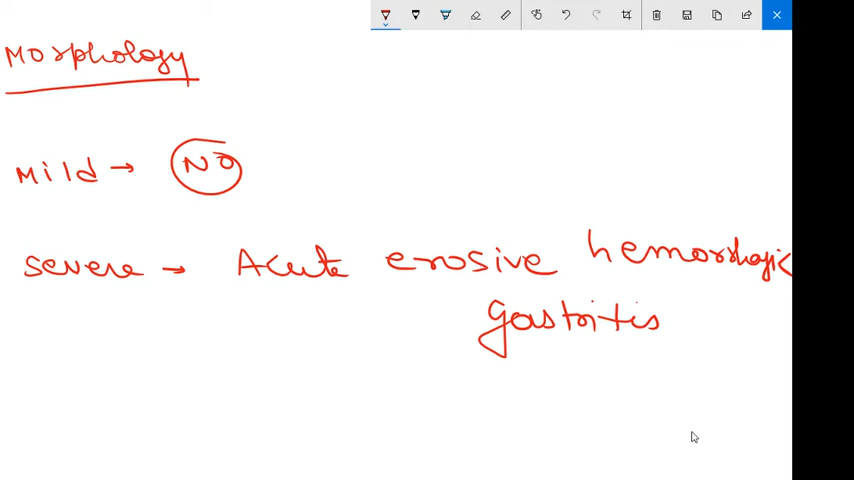 Morphology
Mild → NO
severe → Acute erosive hemorrhagic
gastritis